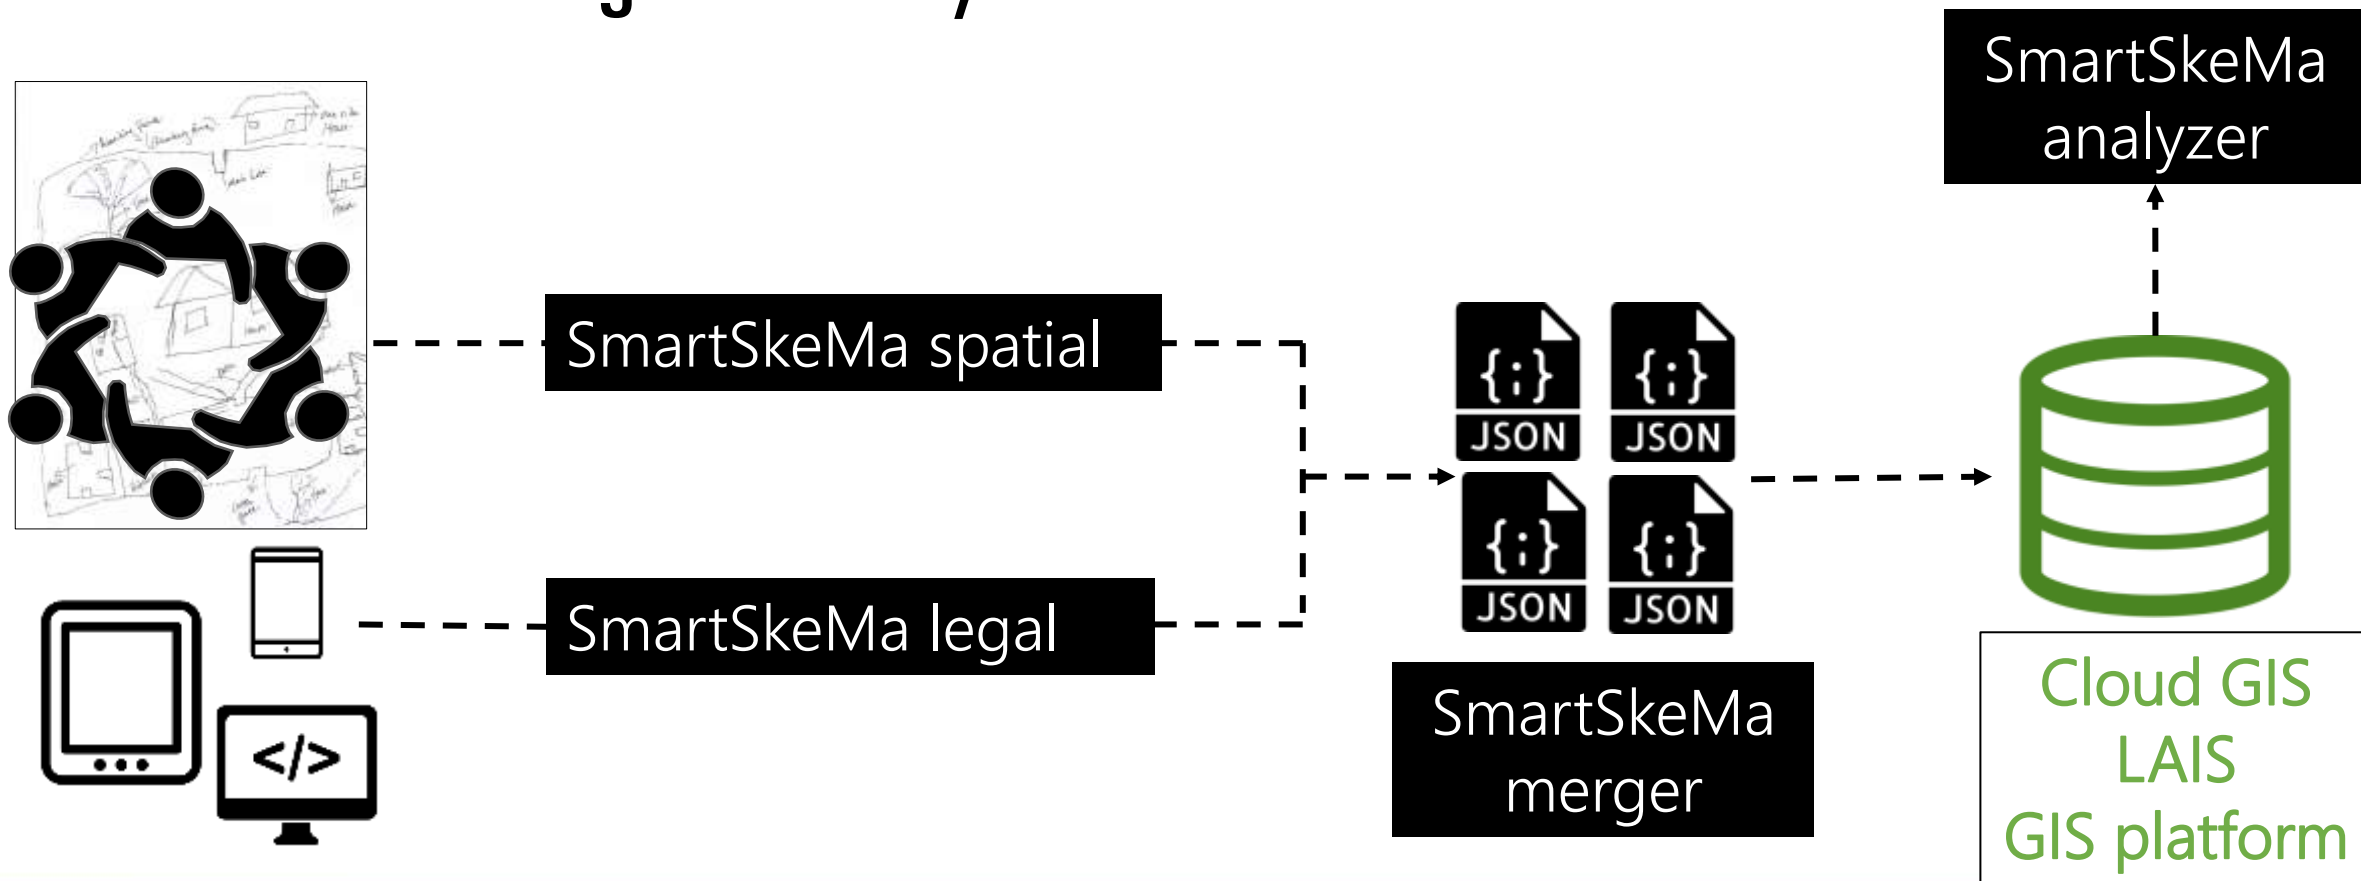 SmartSkeMa
analyzer
SmartSkeMa spatial
{;}
JSON
{;}
JSON
{;}
JSON
{;}
JSON
SmartSkeMa legal
</>
SmartSkeMa
merger
Cloud GIS
LAIS
GIS platform